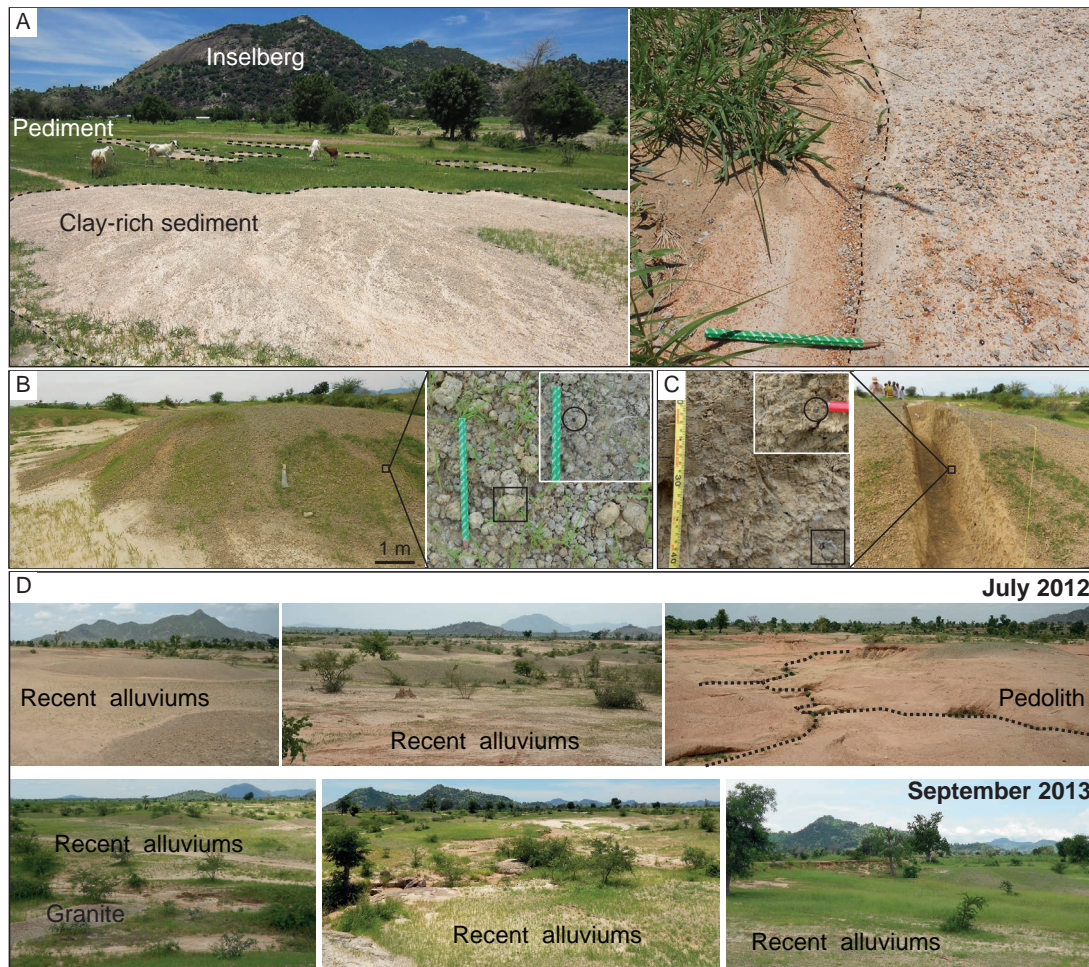 A
Inselberg
Pediment
Clay-rich sediment
B
1 m
C
30
40
D
July 2012
Recent alluviums
Recent alluviums
Pedolith
September 2013
Recent alluviums
Granite
Recent alluviums
Recent alluviums